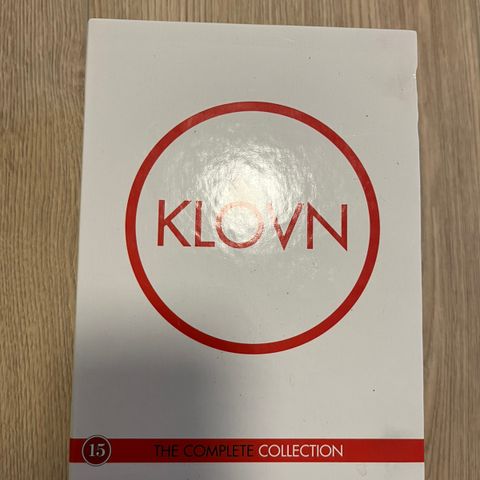 KLOVN
15 THE COMPLETE COLLECTION